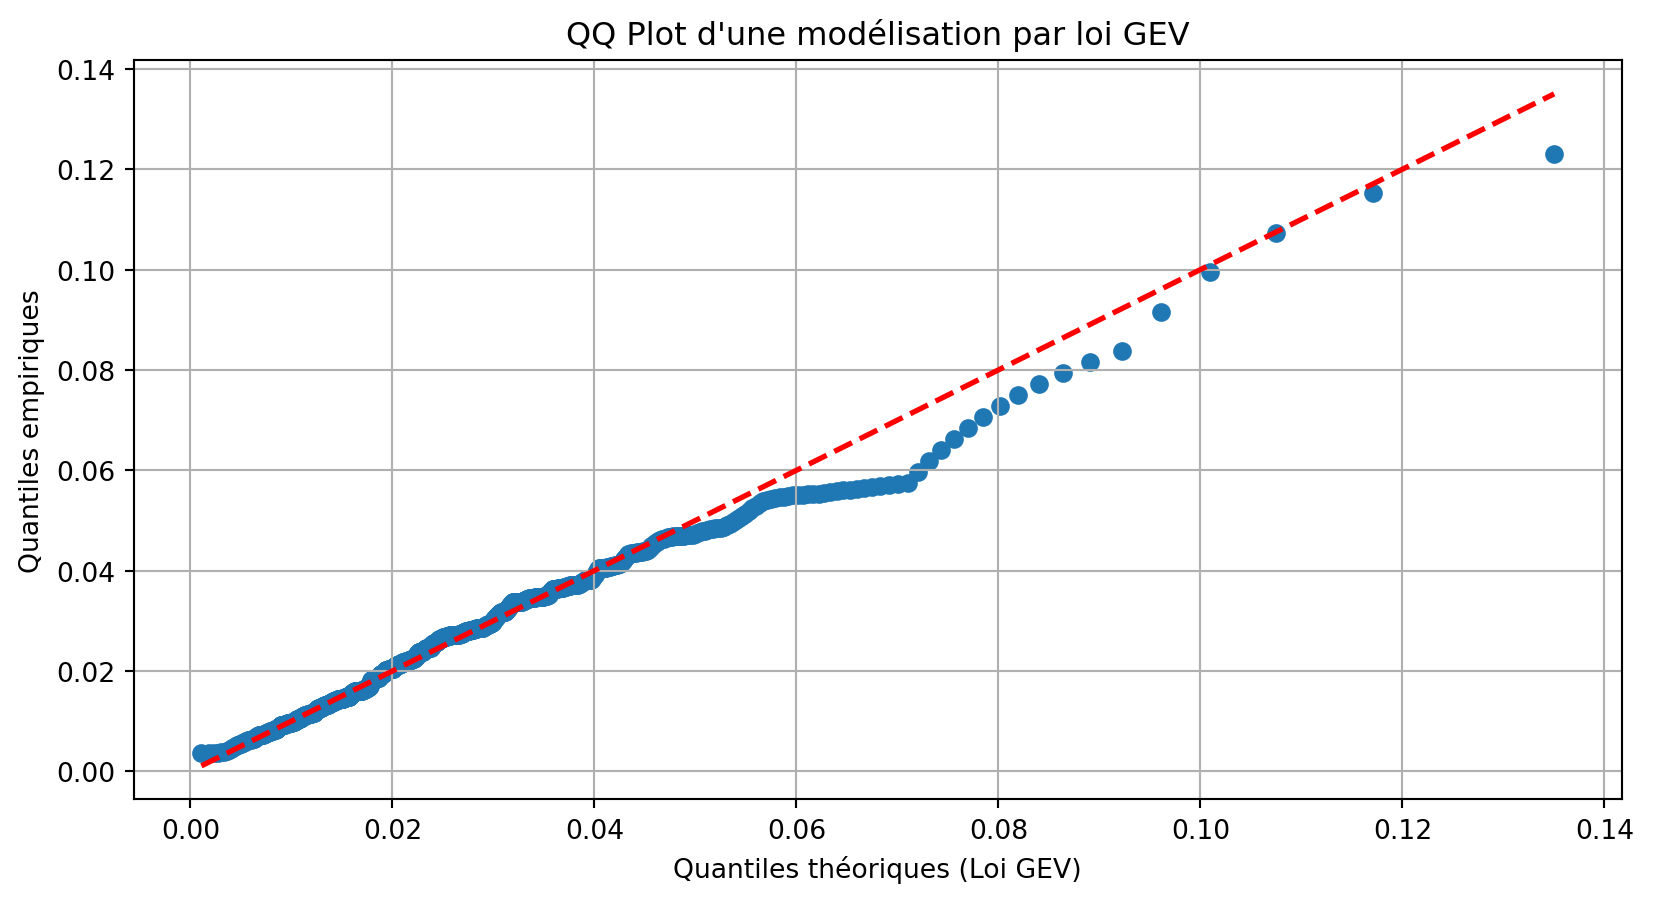 QQ Plot d'une modélisation par loi GEV
0.14
0.12
0.10
0.08
0.06
0.04
0.02
0.00
Quantiles empiriques
0.00 0.02 0.04 0.06 0.08 0.10 0.12 0.14
Quantiles théoriques (Loi GEV)